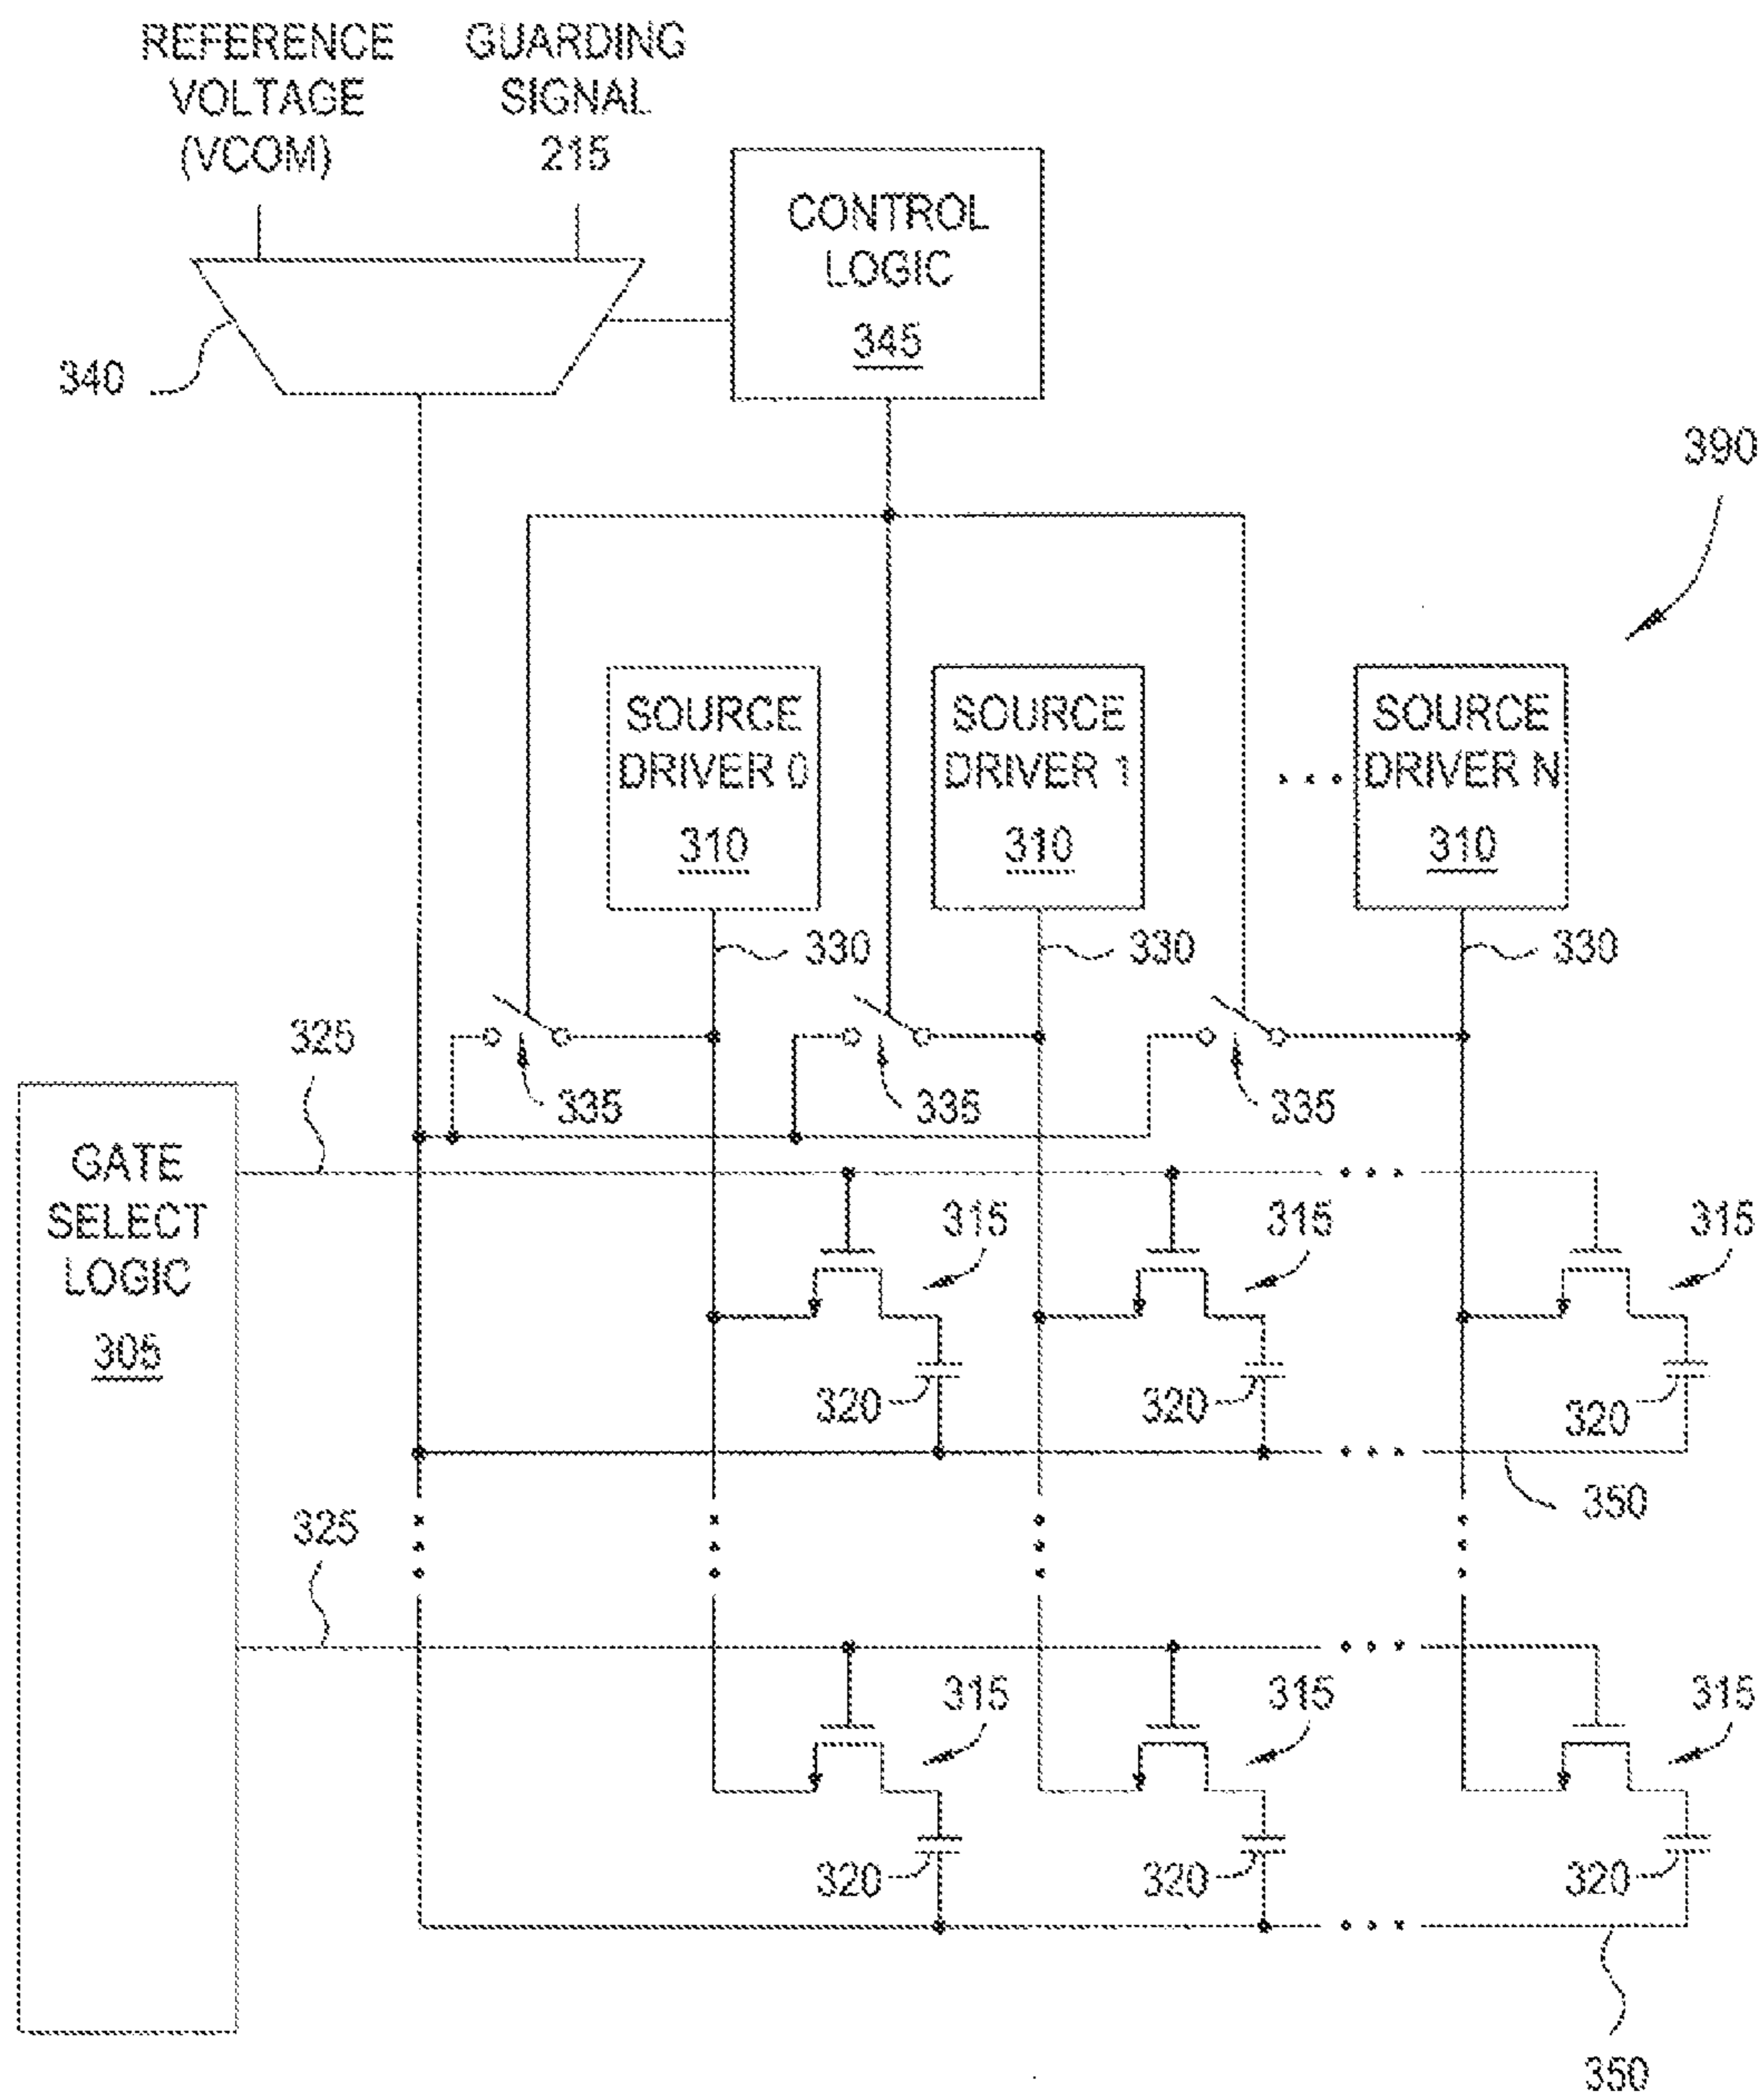 REFERENCE
VOLTAGE
(VCOM)
GUARDING
SIGNAL
215
CONTROL
LOGIC
345
340
390
SOURCE
DRIVER 0
310
SOURCE
DRIVER 1
310
SOURCE
DRIVER N
310
330
330
330
325
335
335
335
GATE
SELECT
LOGIC
305
315
315
315
320
320
320
350
325
315
315
315
320
320
320
350